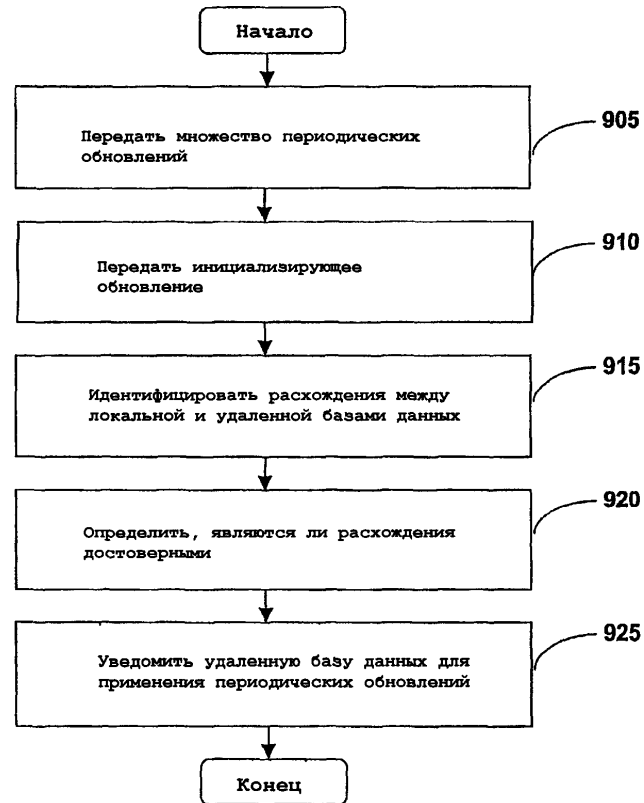 Начало
Передать множество периодических
обновлений
905
Передать инициализирующее
обновление
910
Идентифицировать расхождения между
локальной и удаленной базами данных
915
Определить, являются ли расхождения
достоверными
920
Уведомить удаленную базу данных для
применения периодических обновлений
925
Конец